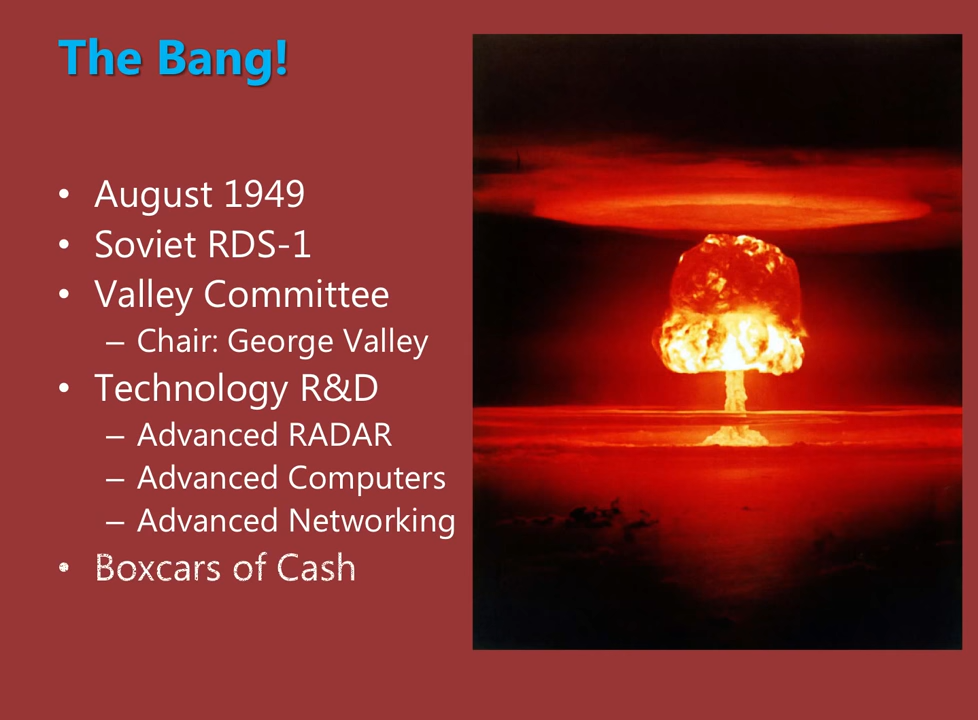 The Bang!
• August 1949
• Soviet RDS-1
• Valley Committee
– Chair: George Valley
• Technology R&D
– Advanced RADAR
– Advanced Computers
– Advanced Networking
• Boxcars of Cash